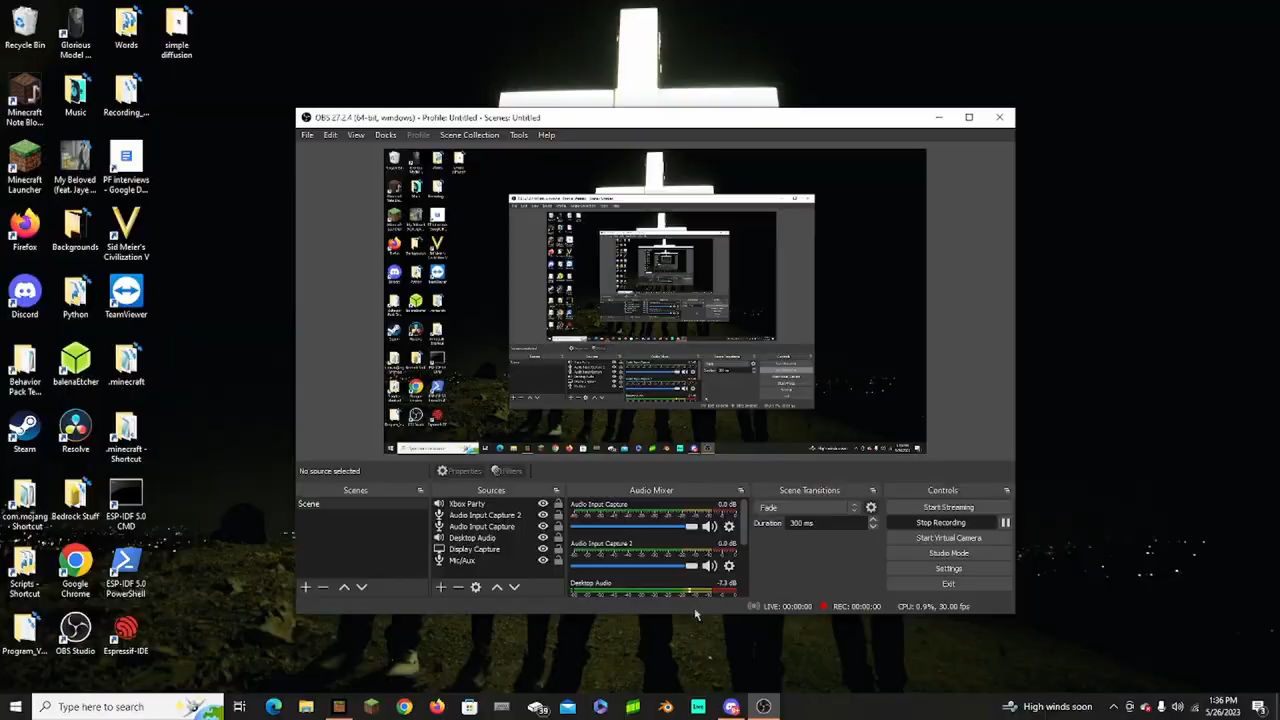 Recycle Bin
Glorious Model ...
Words
simple diffusion
Minecraft Note Blo...
Music
Recording_...
Minecraft Launcher
My Beloved (feat. Jaye ...
PF interviews - Google D...
Firefox
Backgrounds
Sid Meier's Civilization V
Discord
Python
TeamViewer
Behavior Pack Te...
balenaEtcher
.minecraft
Steam
Resolve
.minecraft - Shortcut
com.mojang Shortcut
Bedrock Stuff
ESP-IDF 5.0 CMD
Scripts - Shortcut
Google Chrome
ESP-IDF 5.0 PowerShell
Program_V...
OBS Studio
Espressif-IDE
OBS 27.2.4 (64-bit, windows) - Profile: Untitled - Scenes: Untitled
File Edit View Docks Profile Scene Collection Tools Help
No source selected
Properties
Filters
Scenes
Scene
Sources
Xbox Party
Audio Input Capture 2
Audio Input Capture
Desktop Audio
Display Capture
Mic/Aux
Audio Mixer
Audio Input Capture 0.0 dB
Audio Input Capture 2 0.0 dB
Desktop Audio -7.3 dB
Scene Transitions
Fade
Duration 300 ms
Controls
Start Streaming
Stop Recording
Start Virtual Camera
Studio Mode
Settings
Exit
LIVE: 00:00:00 REC: 00:00:00 CPU: 0.9%, 30.00 fps
Type here to search
39
Live
High winds soon
1:36 PM
5/26/2023